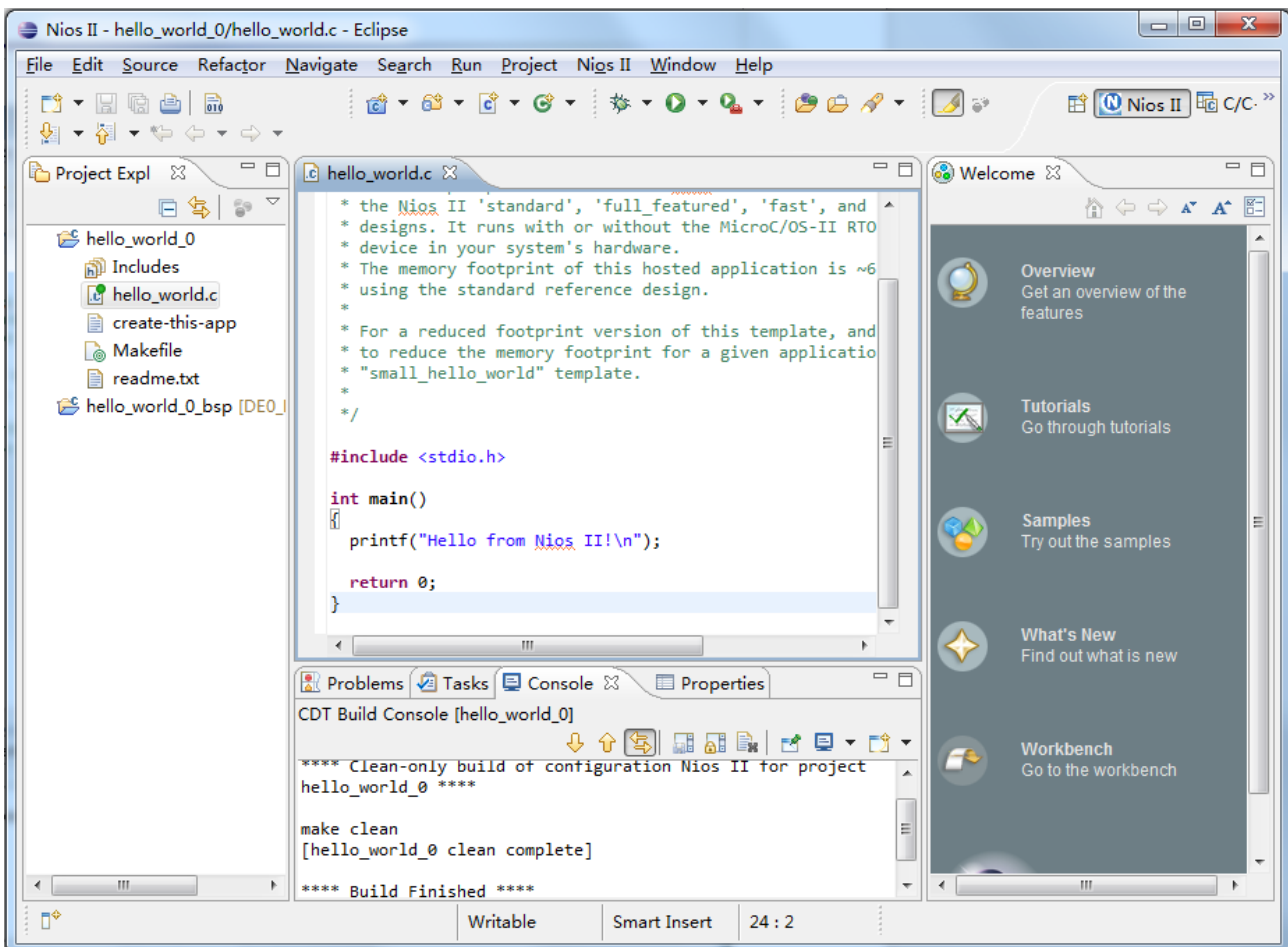 Nios II - hello_world_0/hello_world.c - Eclipse
File Edit Source Refactor Navigate Search Run Project Nios II Window Help
010
Nios II C/C·
Project Expl
hello_world_0
Includes
hello_world.c
create-this-app
Makefile
readme.txt
hello_world_0_bsp [DE0_
hello_world.c
* the Nios II 'standard', 'full_featured', 'fast', and
* designs. It runs with or without the MicroC/OS-II RTO
* device in your system's hardware.
* The memory footprint of this hosted application is ~6
* using the standard reference design.
*
* For a reduced footprint version of this template, and
* to reduce the memory footprint for a given applicatio
* "small_hello_world" template.
*
*/
#include <stdio.h>
int main()
{
printf("Hello from Nios II!\n");
return 0;
}
Problems Tasks Console Properties
CDT Build Console [hello_world_0]
**** Clean-only build of configuration Nios II for project
hello_world_0 ****
make clean
[hello_world_0 clean complete]
**** Build Finished ****
Welcome
Overview
Get an overview of the
features
Tutorials
Go through tutorials
Samples
Try out the samples
What's New
Find out what is new
Workbench
Go to the workbench
Writable Smart Insert 24 : 2